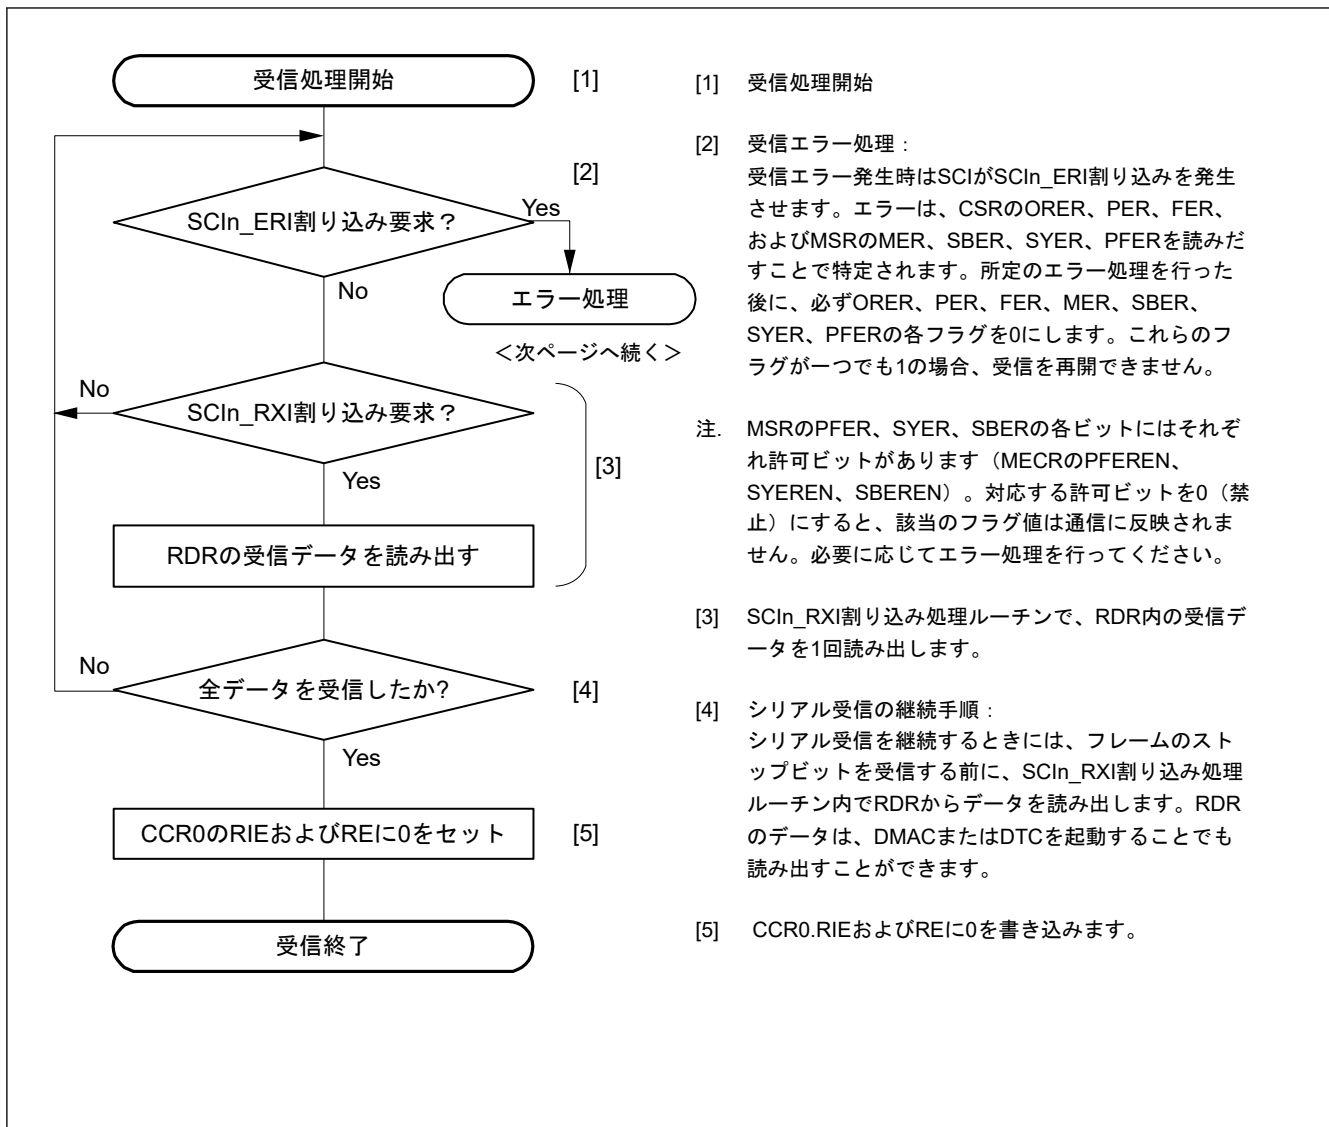 受信処理開始
[1]
[2]
SCIn_ERI割り込み要求？
Yes
No
エラー処理
＜次ページへ続く＞
No
SCIn_RXI割り込み要求？
[3]
Yes
RDRの受信データを読み出す
No
全データを受信したか?
[4]
Yes
CCR0のRIEおよびREに0をセット
[5]
受信終了
[1] 受信処理開始
[2] 受信エラー処理：
受信エラー発生時はSCIがSCIn_ERI割り込みを発生
させます。エラーは、CSRのORER、PER、FER、
およびMSRのMER、SBER、SYER、PFERを読みだ
すことで特定されます。所定のエラー処理を行った
後に、必ずORER、PER、FER、MER、SBER、
SYER、PFERの各フラグを0にします。これらのフ
ラグが一つでも1の場合、受信を再開できません。
注. MSRのPFER、SYER、SBERの各ビットにはそれぞ
れ許可ビットがあります（MECRのPFEREN、
SYEREN、SBEREN）。対応する許可ビットを0（禁
止）にすると、該当のフラグ値は通信に反映されま
せん。必要に応じてエラー処理を行ってください。
[3] SCIn_RXI割り込み処理ルーチンで、RDR内の受信デ
ータを1回読み出します。
[4] シリアル受信の継続手順：
シリアル受信を継続するときには、フレームのスト
ップビットを受信する前に、SCIn_RXI割り込み処理
ルーチン内でRDRからデータを読み出します。RDR
のデータは、DMACまたはDTCを起動することでも
読み出すことができます。
[5] CCR0.RIEおよびREに0を書き込みます。